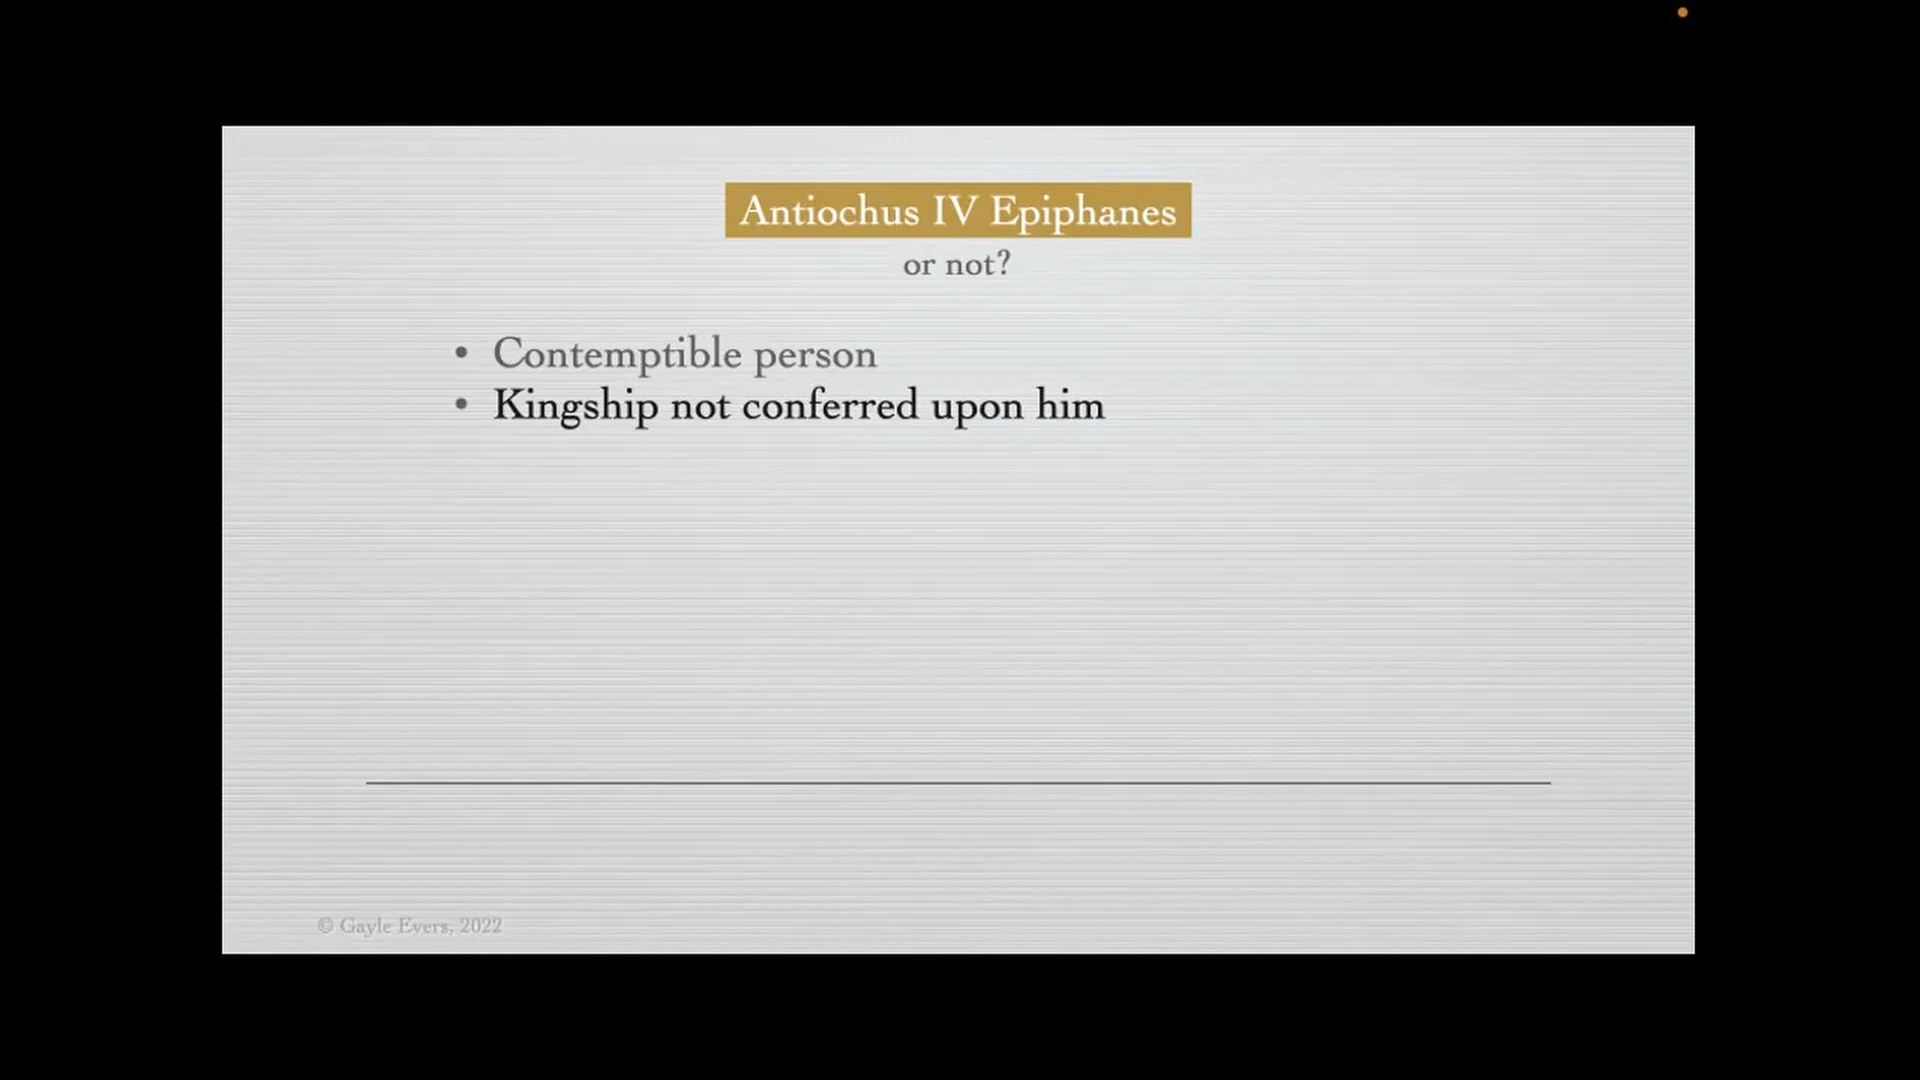 Antiochus IV Epiphanes
or not?
• Contemptible person
• Kingship not conferred upon him
© Gayle Evers, 2022